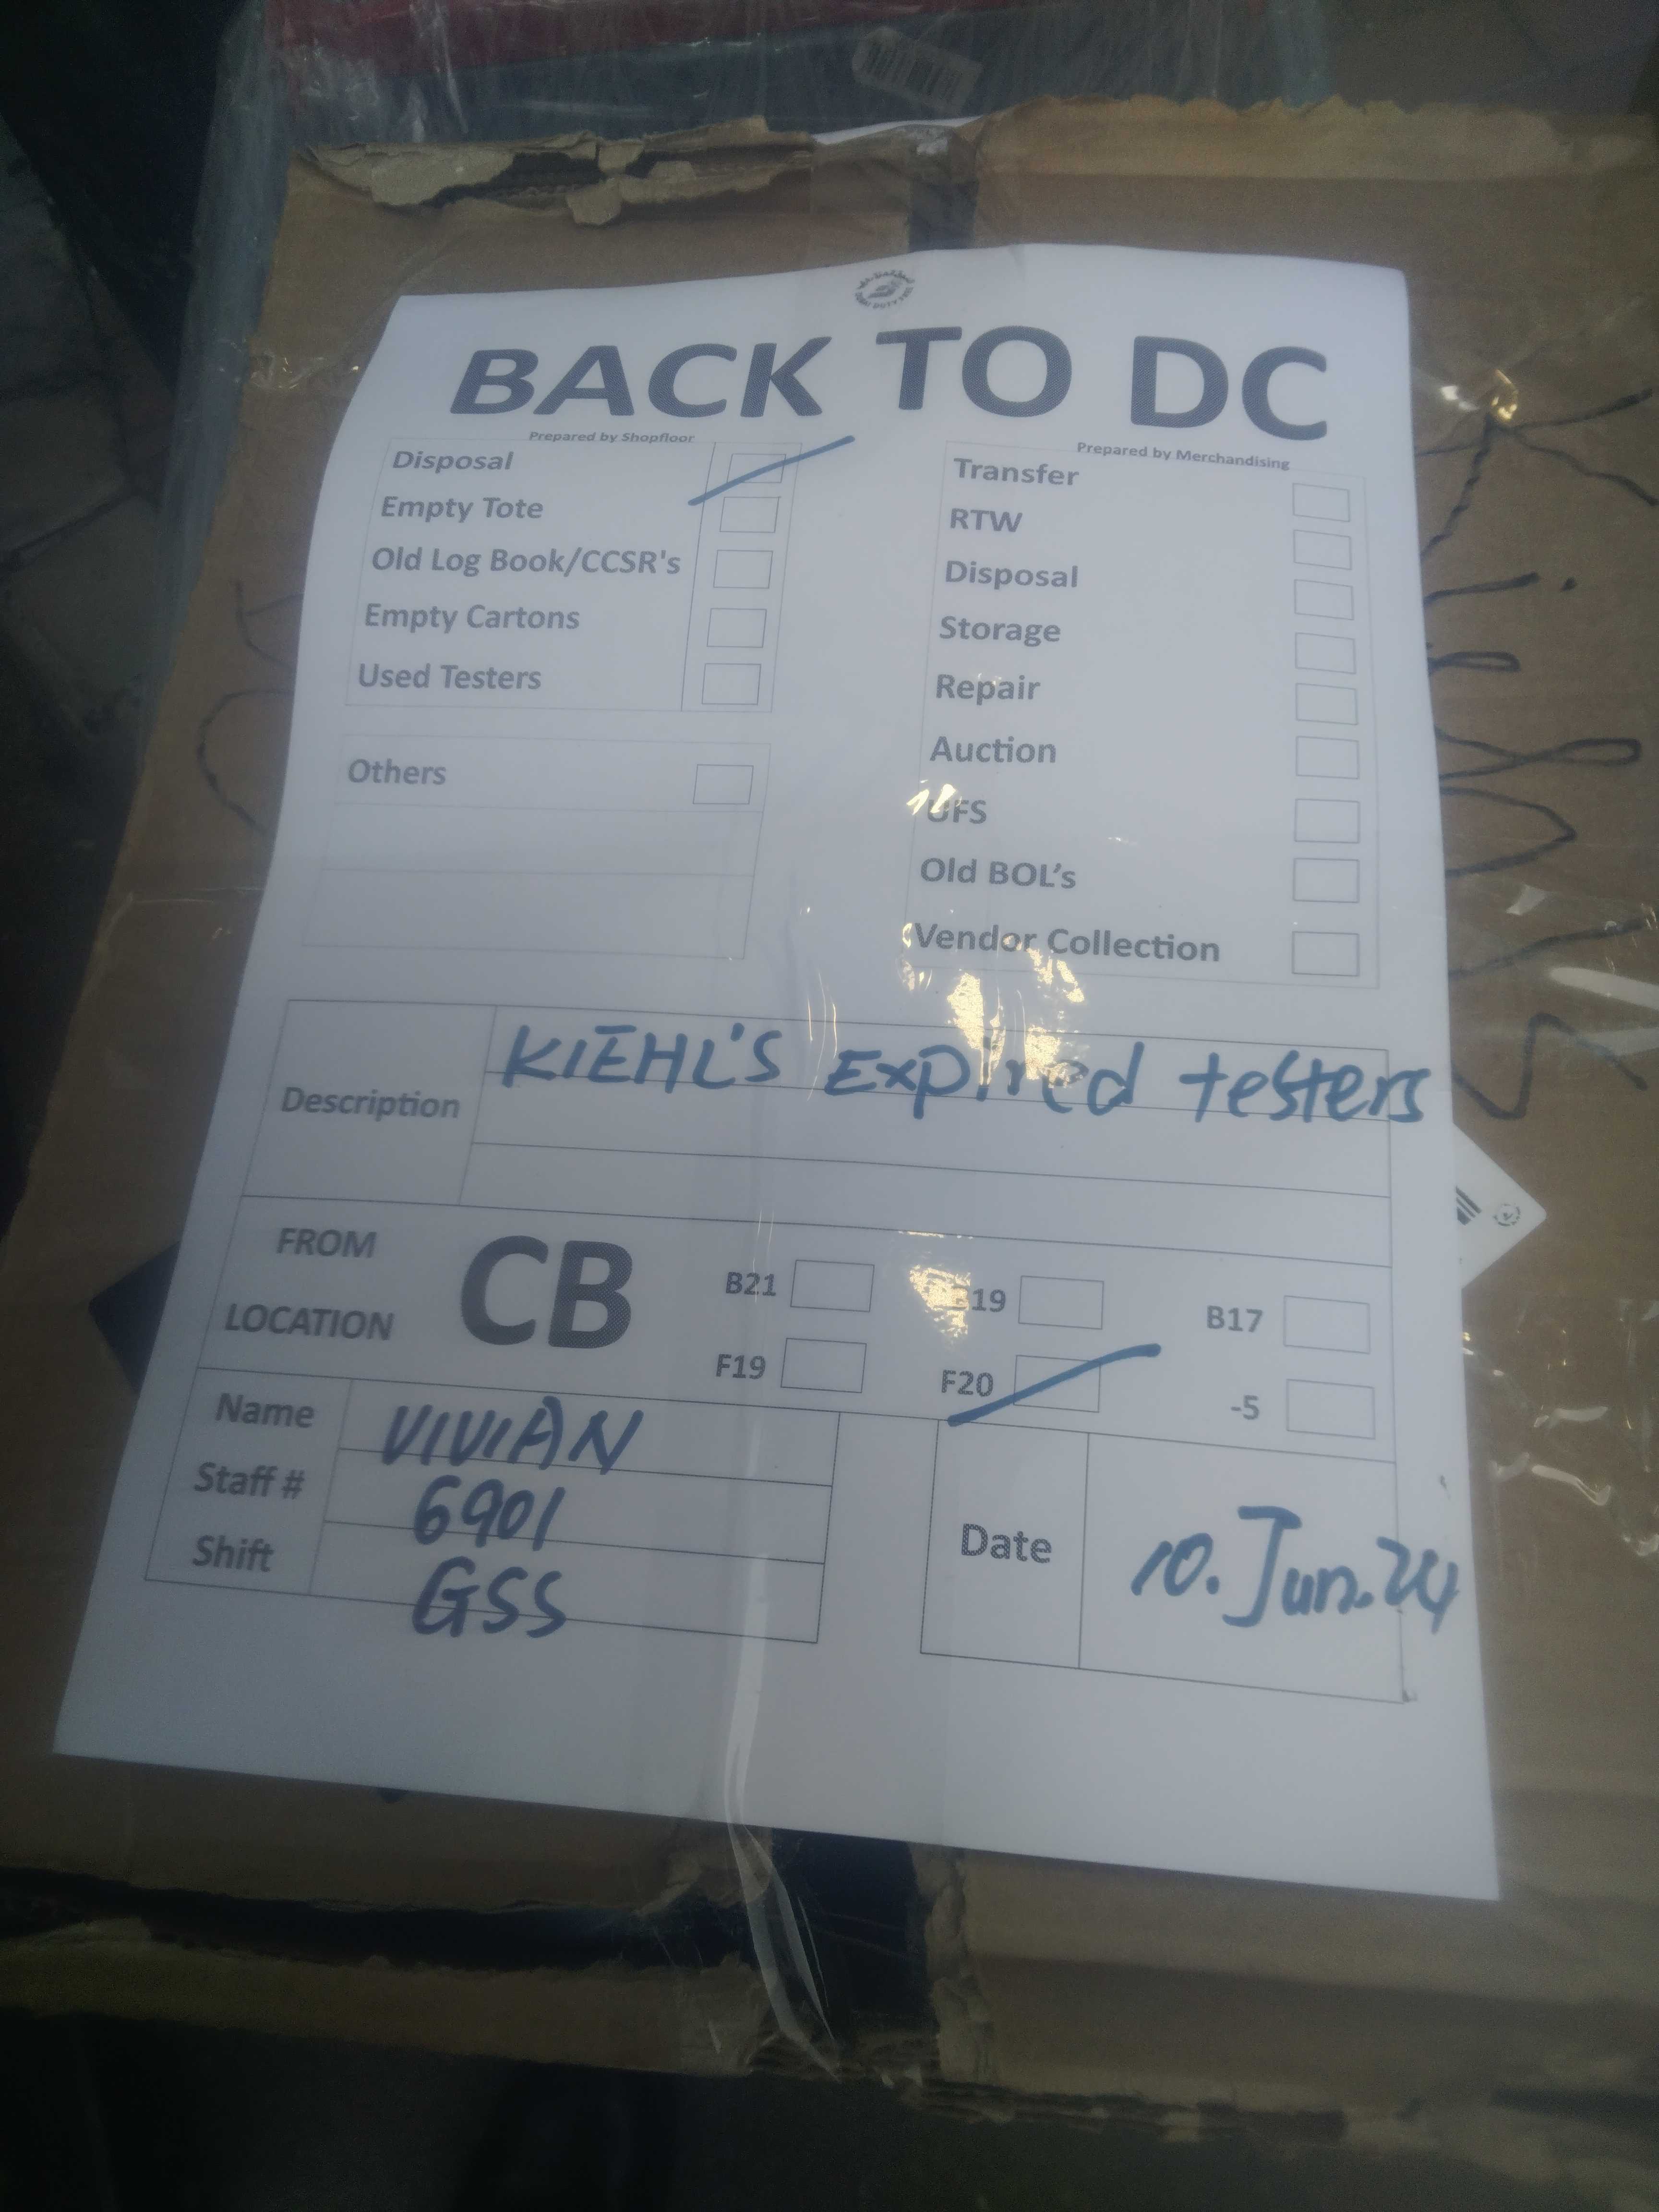 BACK TO DC
Prepared by Shopfloor
Disposal
Empty Tote
Old Log Book/CCSR's
Empty Cartons
Used Testers
Others
Prepared by Merchandising
Transfer
RTW
Disposal
Storage
Repair
Auction
UFS
Old BOL's
Vendor Collection
Description
KIEHL'S Expired testers
FROM
LOCATION
CB
B21
19
B17
F19
F20
-5
Name
VIVIAN
Staff #
6901
Shift
GSS
Date
10.Jun.24